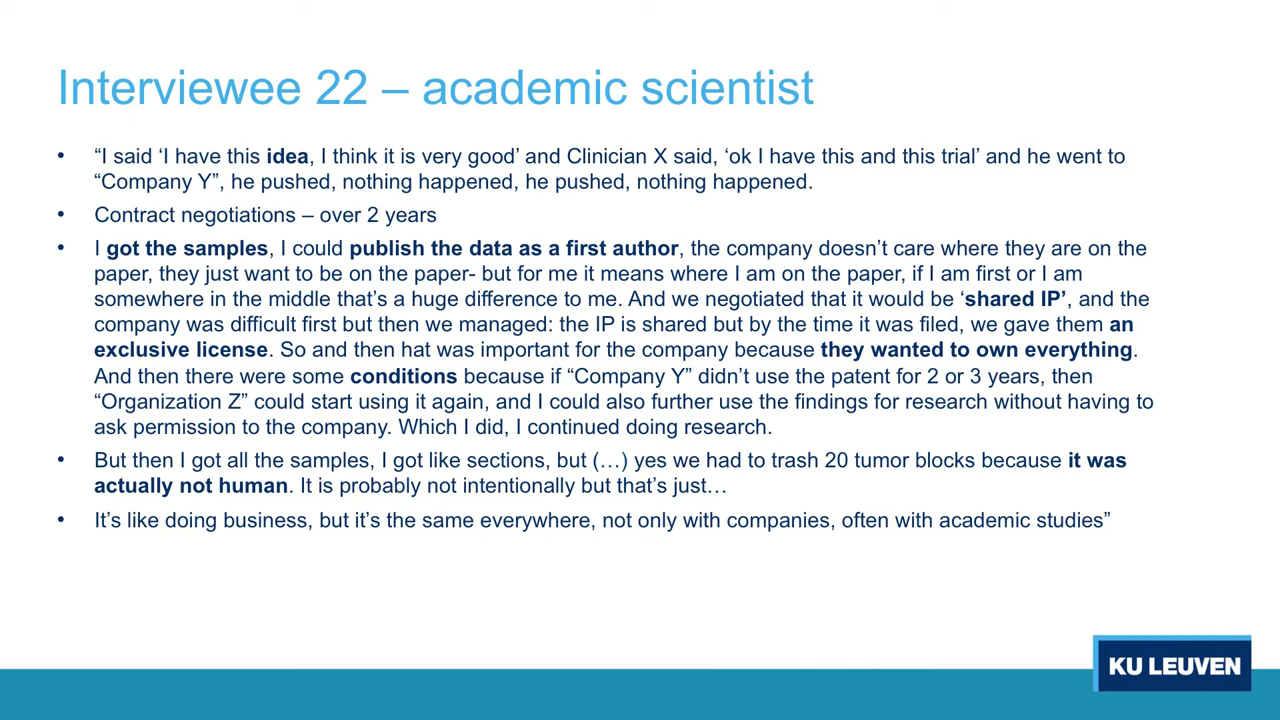 Interviewee 22 – academic scientist
• “I said ‘I have this idea, I think it is very good’ and Clinician X said, ‘ok I have this and this trial’ and he went to
“Company Y”, he pushed, nothing happened, he pushed, nothing happened.
• Contract negotiations – over 2 years
• I got the samples, I could publish the data as a first author, the company doesn’t care where they are on the
paper, they just want to be on the paper- but for me it means where I am on the paper, if I am first or I am
somewhere in the middle that’s a huge difference to me. And we negotiated that it would be ‘shared IP’, and the
company was difficult first but then we managed: the IP is shared but by the time it was filed, we gave them an
exclusive license. So and then hat was important for the company because they wanted to own everything.
And then there were some conditions because if “Company Y” didn’t use the patent for 2 or 3 years, then
“Organization Z” could start using it again, and I could also further use the findings for research without having to
ask permission to the company. Which I did, I continued doing research.
• But then I got all the samples, I got like sections, but (…) yes we had to trash 20 tumor blocks because it was
actually not human. It is probably not intentionally but that’s just…
• It’s like doing business, but it’s the same everywhere, not only with companies, often with academic studies”
KU LEUVEN